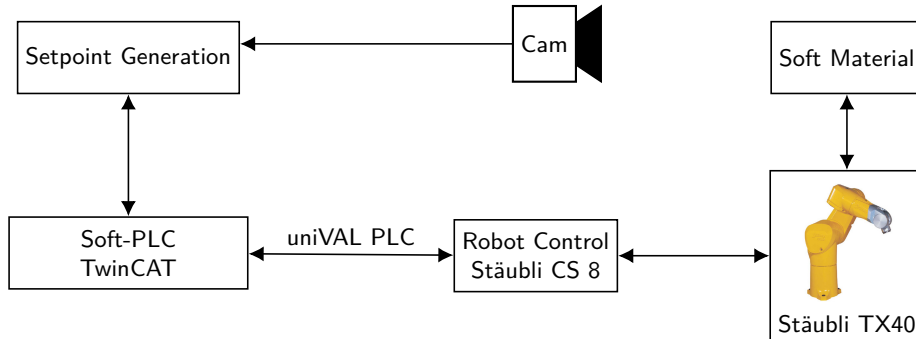 Setpoint Generation
Cam
Soft Material
Soft-PLC
TwinCAT
uniVAL PLC
Robot Control
Stäubli CS 8
Stäubli TX40